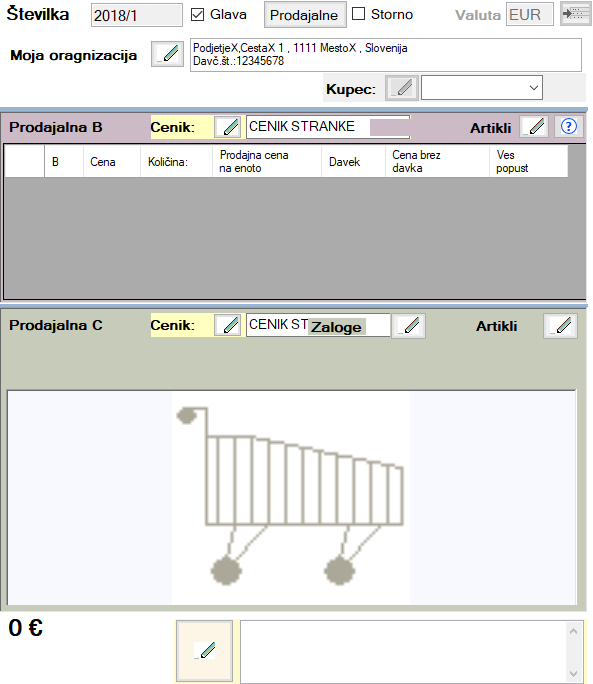 Številka 2018/1 Glava Prodajalne Storno Valuta EUR
Moja oragnizacija PodjetjeX,CestaX 1 , 1111 MestoX , Slovenija
Davč.št.:12345678
Kupec:
Prodajalna B Cenik: CENIK STRANKE Artikli ?
B Cena Količina: Prodajna cena na enoto Davek Cena brez davka Ves popust
Prodajalna C Cenik: CENIK ST Zaloge Artikli
0 €